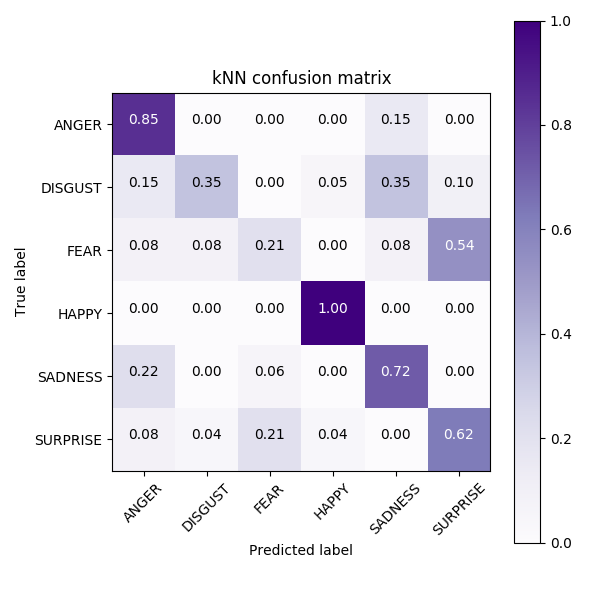 kNN confusion matrix
1.0
0.8
0.6
0.4
0.2
0.0
True label
ANGER 0.85 0.00 0.00 0.00 0.15 0.00
DISGUST 0.15 0.35 0.00 0.05 0.35 0.10
FEAR 0.08 0.08 0.21 0.00 0.08 0.54
HAPPY 0.00 0.00 0.00 1.00 0.00 0.00
SADNESS 0.22 0.00 0.06 0.00 0.72 0.00
SURPRISE 0.08 0.04 0.21 0.04 0.00 0.62
ANGER DISGUST FEAR HAPPY SADNESS SURPRISE
Predicted label